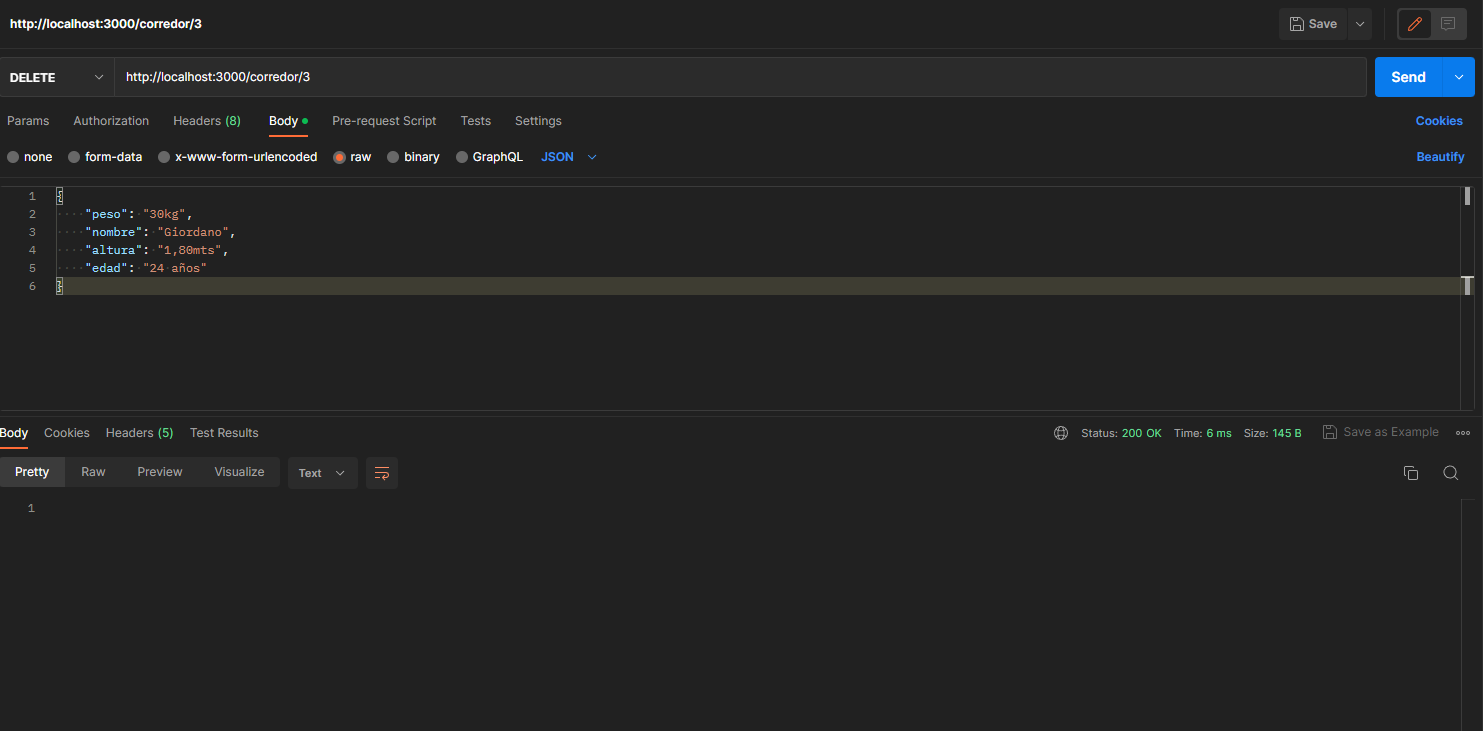 http://localhost:3000/corredor/3
Save
DELETE
http://localhost:3000/corredor/3
Send
Params Authorization Headers (8) Body Pre-request Script Tests Settings Cookies
none form-data x-www-form-urlencoded raw binary GraphQL JSON Beautify
1 {
2 "peso": "30kg",
3 "nombre": "Giordano",
4 "altura": "1,80mts",
5 "edad": "24 años"
6 }
Body Cookies Headers (5) Test Results Status: 200 OK Time: 6 ms Size: 145 B Save as Example
Pretty Raw Preview Visualize Text
1